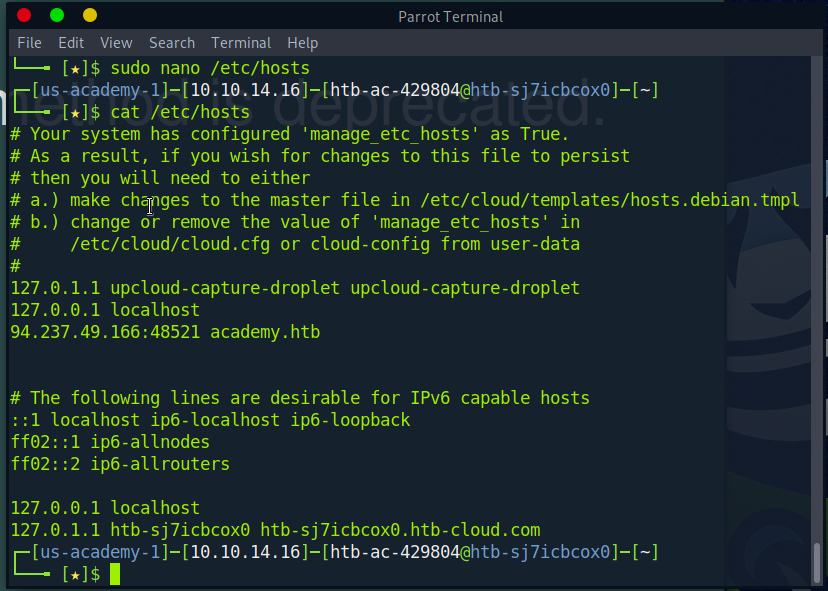 Parrot Terminal
File Edit View Search Terminal Help
└──╼ [★]$ sudo nano /etc/hosts
┌─[us-academy-1]─[10.10.14.16]─[htb-ac-429804@htb-sj7icbcox0]─[~]
└──╼ [★]$ cat /etc/hosts
# Your system has configured 'manage_etc_hosts' as True.
# As a result, if you wish for changes to this file to persist
# then you will need to either
# a.) make changes to the master file in /etc/cloud/templates/hosts.debian.tmpl
# b.) change or remove the value of 'manage_etc_hosts' in
#     /etc/cloud/cloud.cfg or cloud-config from user-data
#
127.0.1.1 upcloud-capture-droplet upcloud-capture-droplet
127.0.0.1 localhost
94.237.49.166:48521 academy.htb
# The following lines are desirable for IPv6 capable hosts
::1 localhost ip6-localhost ip6-loopback
ff02::1 ip6-allnodes
ff02::2 ip6-allrouters
127.0.0.1 localhost
127.0.1.1 htb-sj7icbcox0 htb-sj7icbcox0.htb-cloud.com
┌─[us-academy-1]─[10.10.14.16]─[htb-ac-429804@htb-sj7icbcox0]─[~]
└──╼ [★]$
method is deprecated.